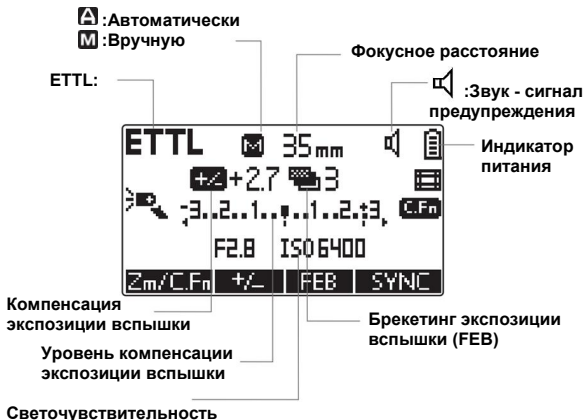 A :Автоматически
M :Вручную
Фокусное расстояние
ETTL:
:Звук - сигнал
предупреждения
ETTL M 35mm
Индикатор
питания
+/- +2.7 3
-3..2..1..0..1..2.+3 C.Fn
F2.8 ISO6400
Zm/C.Fn +/- FEB SYNC
Компенсация
экспозиции вспышки
Брекетинг экспозиции
вспышки (FEB)
Уровень компенсации
экспозиции вспышки
Светочувствительность